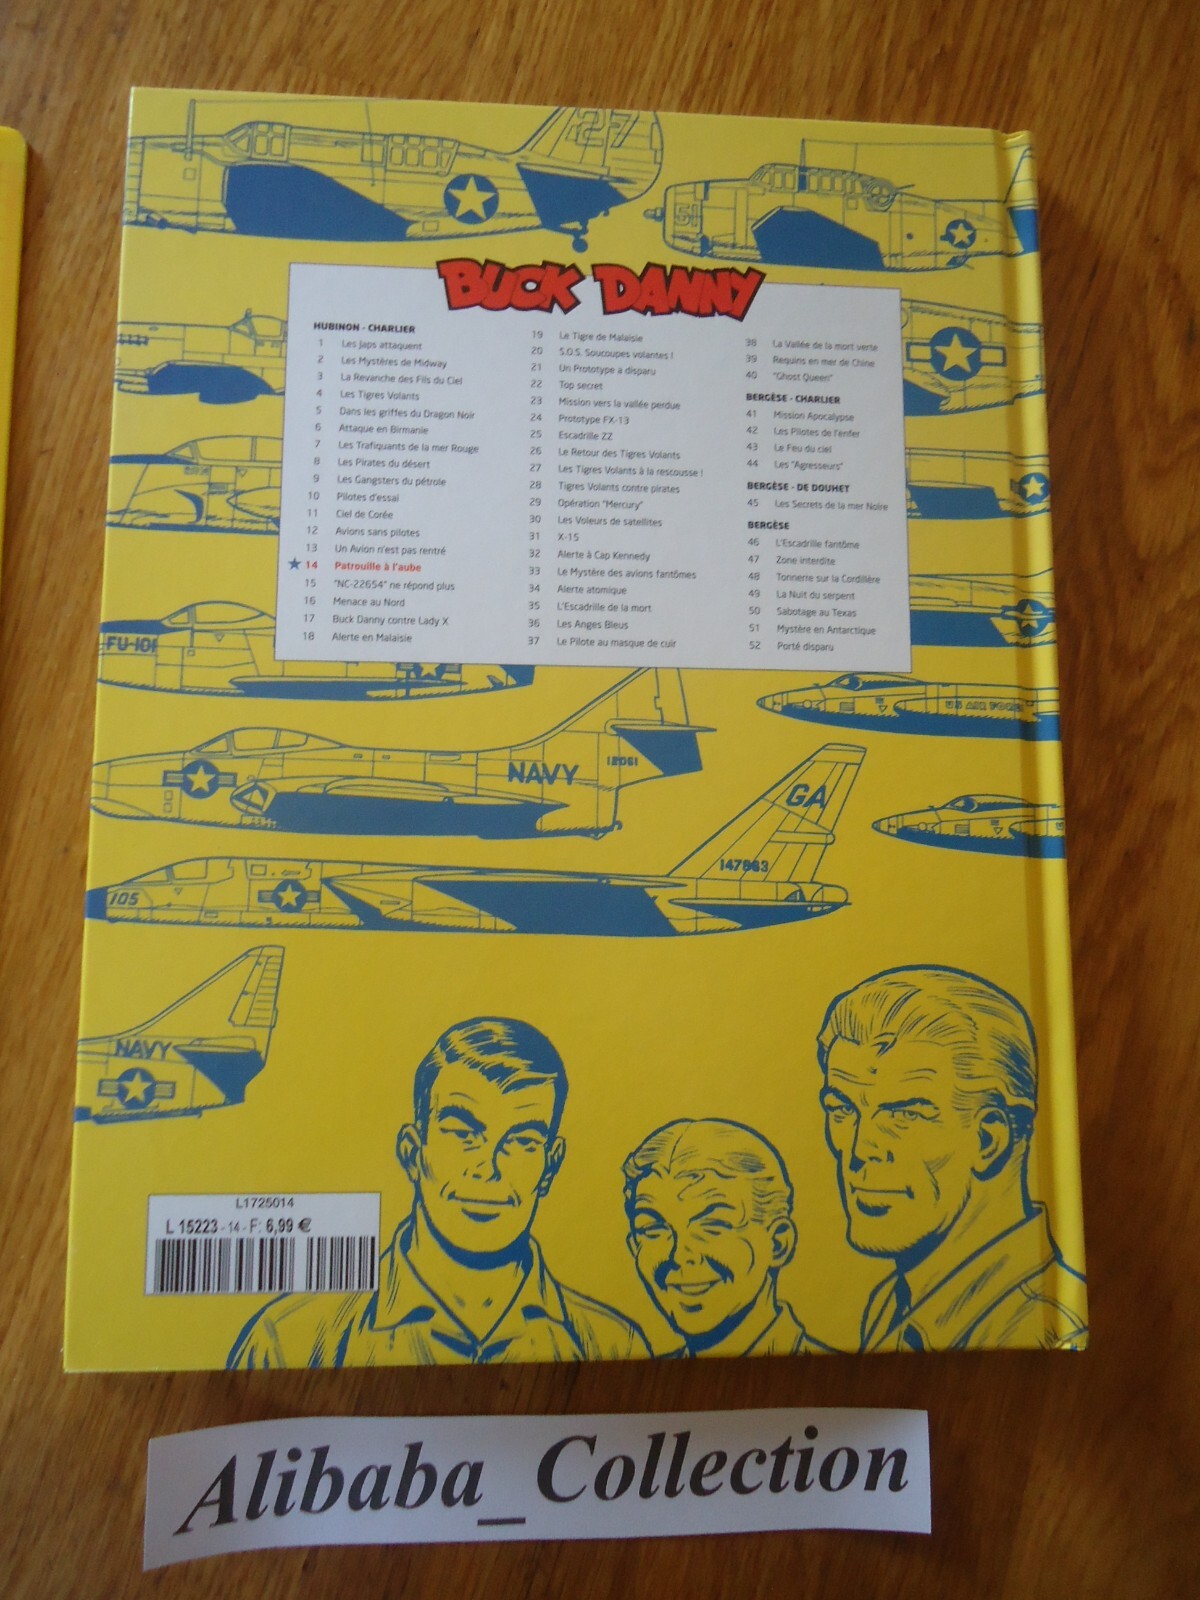 27
51
BUCK DANNY
HUBINON - CHARLIER
1 Les Japs attaquent
2 Les Mystères de Midway
3 La Revanche des Fils du Ciel
4 Les Tigres Volants
5 Dans les griffes du Dragon Noir
6 Attaque en Birmanie
7 Les Trafiquants de la mer Rouge
8 Les Pirates du désert
9 Les Gangsters du pétrole
10 Pilotes d'essai
11 Ciel de Corée
12 Avions sans pilotes
13 Un Avion n'est pas rentré
14 Patrouille à l'aube
15 "NC-22654" ne répond plus
16 Menace au Nord
17 Buck Danny contre Lady X
18 Alerte en Malaisie
19 Le Tigre de Malaisie
20 S.O.S. Soucoupes volantes !
21 Un Prototype a disparu
22 Top secret
23 Mission vers la vallée perdue
24 Prototype FX-13
25 Escadrille ZZ
26 Le Retour des Tigres Volants
27 Les Tigres Volants à la rescousse !
28 Tigres Volants contre pirates
29 Opération "Mercury"
30 Les Voleurs de satellites
31 X-15
32 Alerte à Cap Kennedy
33 Le Mystère des avions fantômes
34 Alerte atomique
35 L'Escadrille de la mort
36 Les Anges Bleus
37 Le Pilote au masque de cuir
38 La Vallée de la mort verte
39 Requins en mer de Chine
40 "Ghost Queen"
BERGÈSE - CHARLIER
41 Mission Apocalypse
42 Les Pilotes de l'enfer
43 Le Feu du ciel
44 Les "Agresseurs"
BERGÈSE - DE DOUHET
45 Les Secrets de la mer Noire
BERGÈSE
46 L'Escadrille fantôme
47 Zone interdite
48 Tonnerre sur la Cordillère
49 La Nuit du serpent
50 Sabotage au Texas
51 Mystère en Antarctique
52 Porté disparu
FU-101
US AIR FORCE
NAVY
12061
GA
147863
105
NAVY
L1725014
L 15223 - 14 - F: 6,99 €
Alibaba_Collection